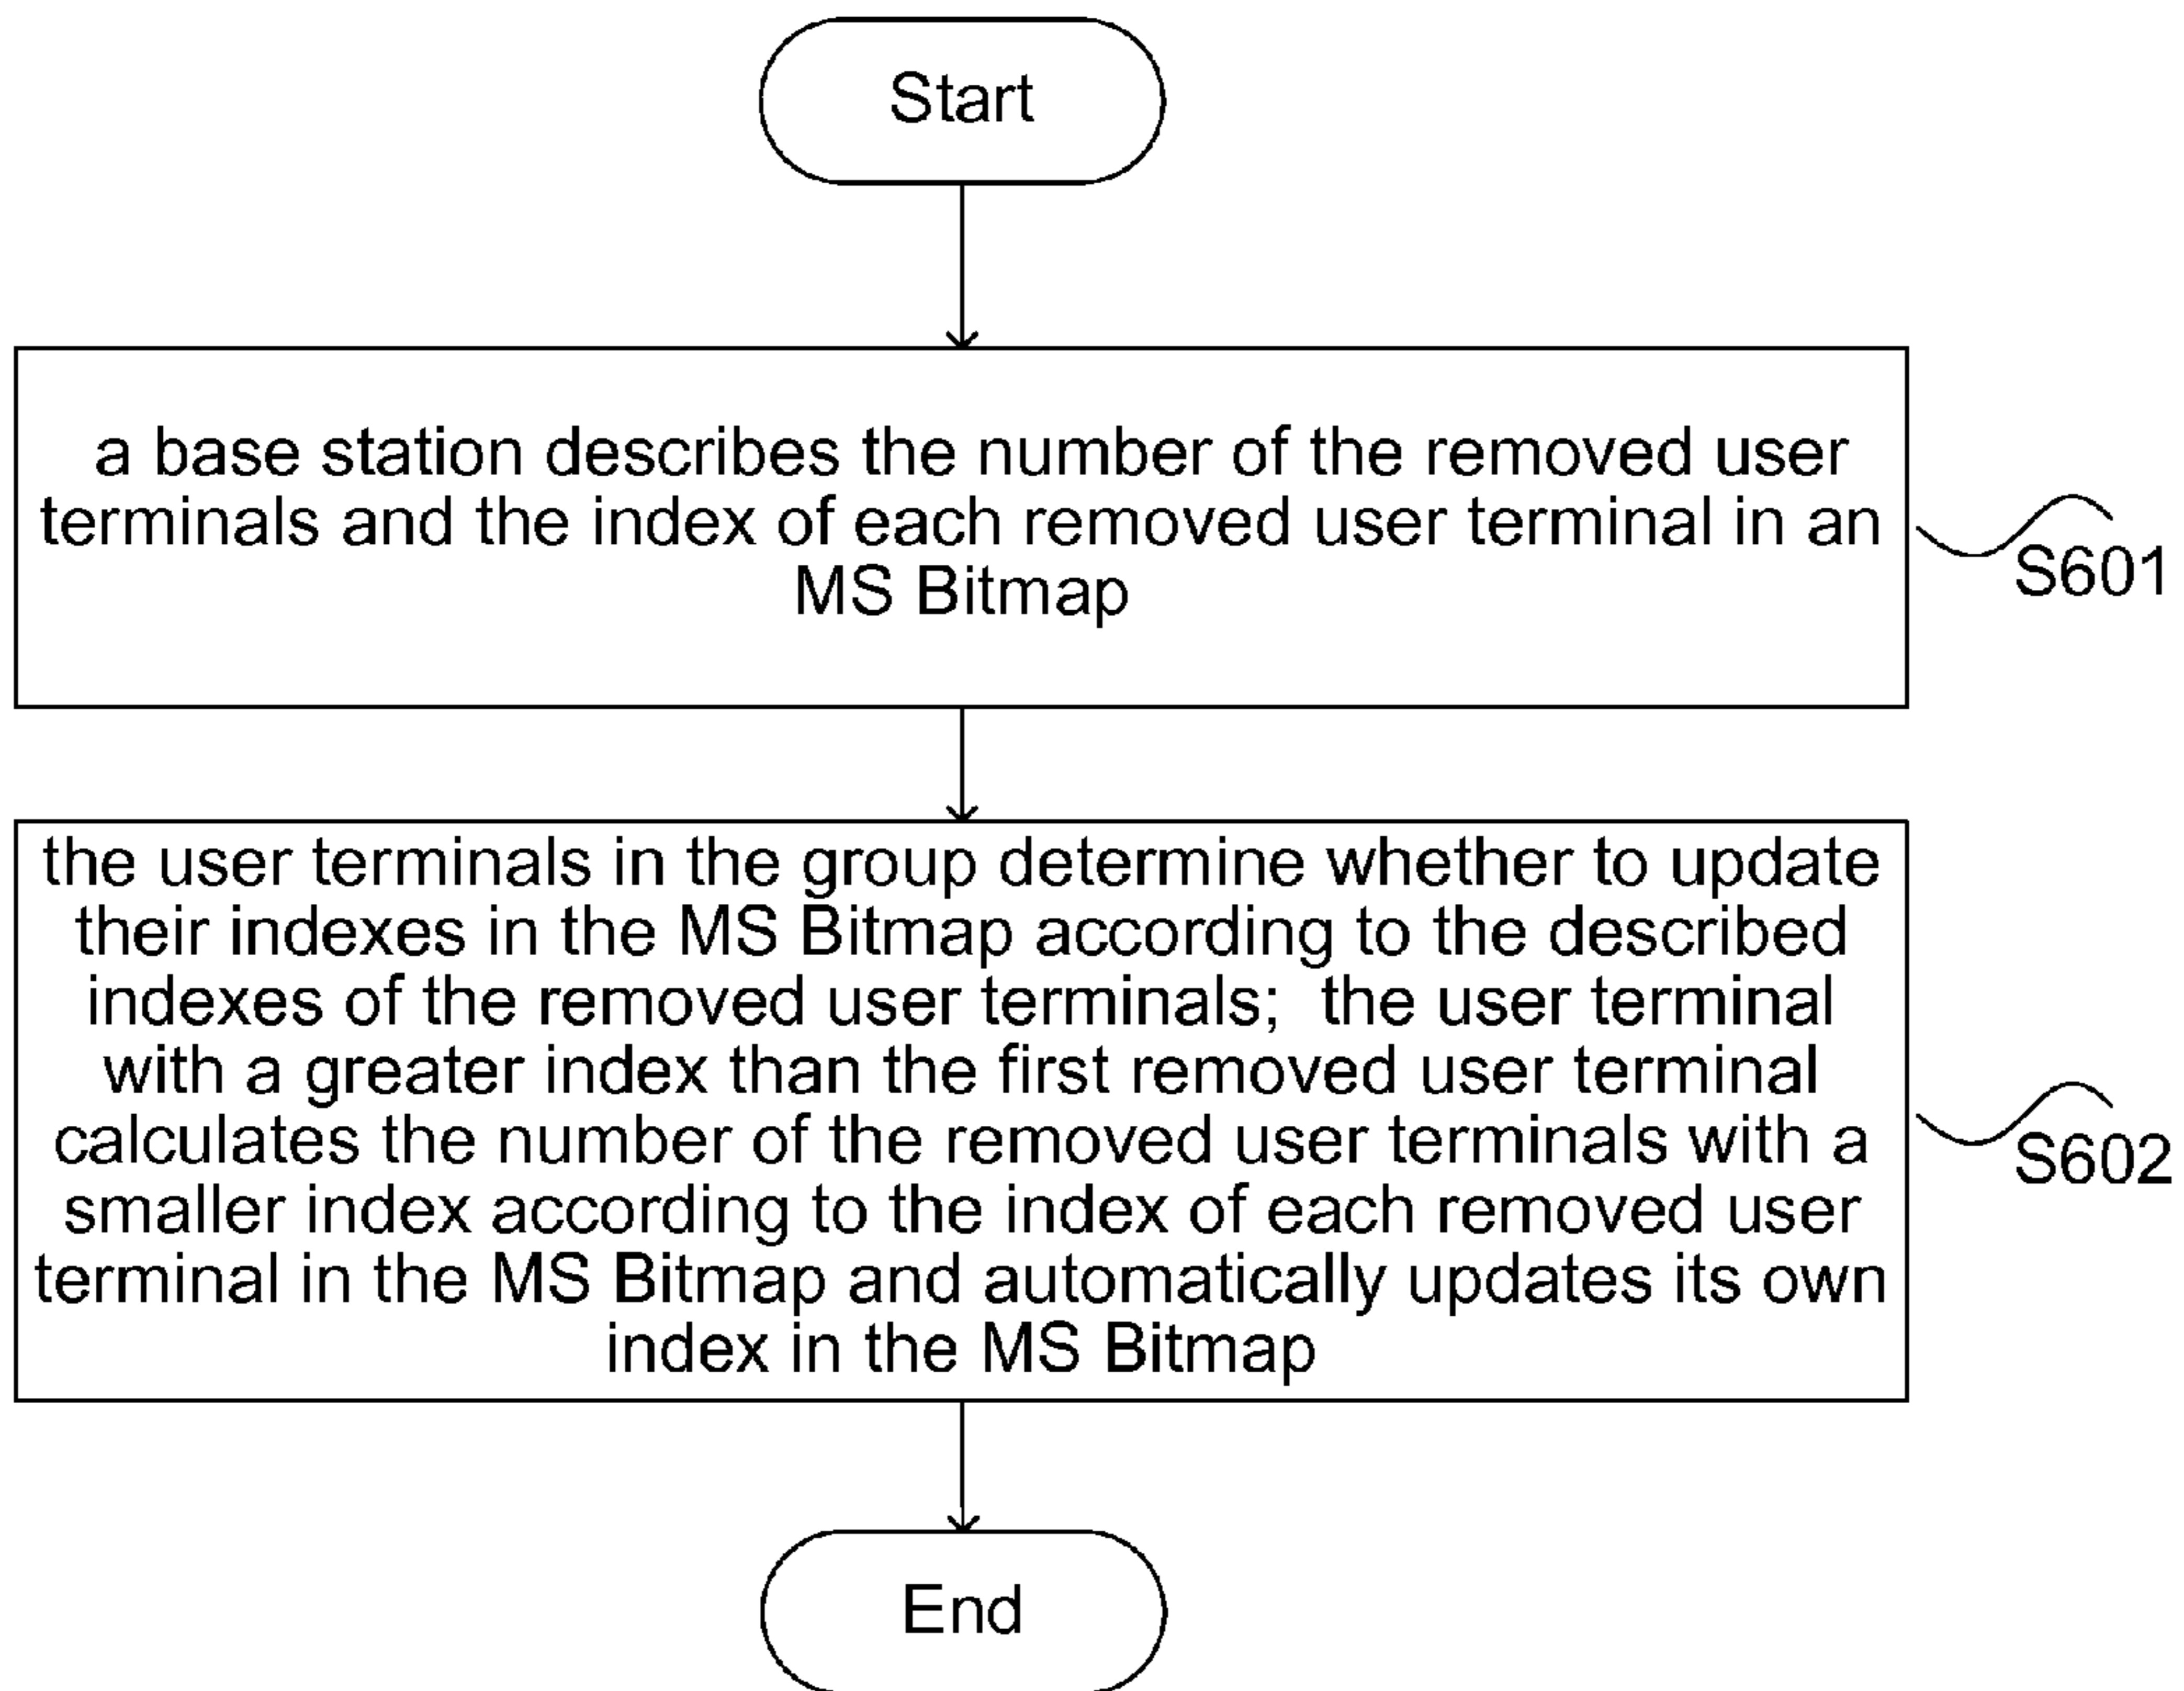 Start
a base station describes the number of the removed user
terminals and the index of each removed user terminal in an
MS Bitmap
S601
the user terminals in the group determine whether to update
their indexes in the MS Bitmap according to the described
indexes of the removed user terminals; the user terminal
with a greater index than the first removed user terminal
calculates the number of the removed user terminals with a
smaller index according to the index of each removed user
terminal in the MS Bitmap and automatically updates its own
index in the MS Bitmap
S602
End